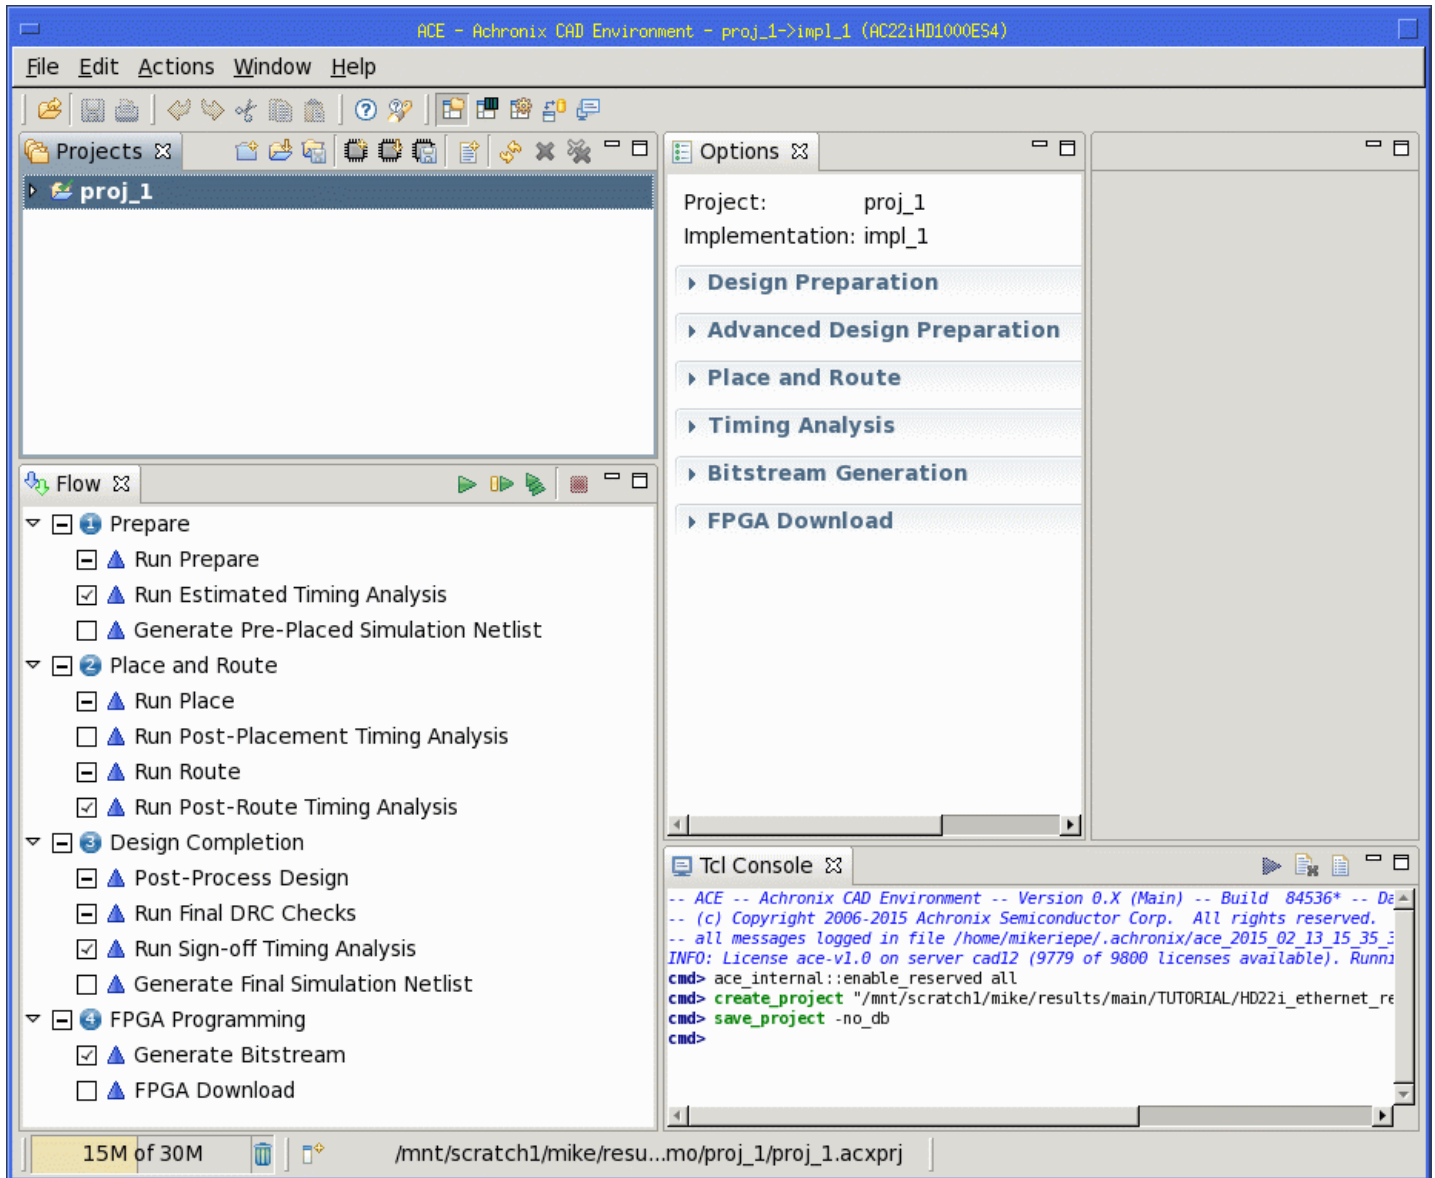 ACE - Achronix CAD Environment - proj_1->impl_1 (AC22iHD1000ES4)
File Edit Actions Window Help
Projects
proj_1
Options
Project: proj_1
Implementation: impl_1
Design Preparation
Advanced Design Preparation
Place and Route
Timing Analysis
Bitstream Generation
FPGA Download
Flow
1 Prepare
Run Prepare
Run Estimated Timing Analysis
Generate Pre-Placed Simulation Netlist
2 Place and Route
Run Place
Run Post-Placement Timing Analysis
Run Route
Run Post-Route Timing Analysis
3 Design Completion
Post-Process Design
Run Final DRC Checks
Run Sign-off Timing Analysis
Generate Final Simulation Netlist
4 FPGA Programming
Generate Bitstream
FPGA Download
Tcl Console
-- ACE -- Achronix CAD Environment -- Version 0.X (Main) -- Build 84536* -- Da
-- (c) Copyright 2006-2015 Achronix Semiconductor Corp. All rights reserved.
-- all messages logged in file /home/mikeriepe/.achronix/ace_2015_02_13_15_35_3
INFO: License ace-v1.0 on server cad12 (9779 of 9800 licenses available). Runni
cmd> ace_internal::enable_reserved all
cmd> create_project "/mnt/scratch1/mike/results/main/TUTORIAL/HD22i_ethernet_re
cmd> save_project -no_db
cmd>
15M of 30M
/mnt/scratch1/mike/resu...mo/proj_1/proj_1.acxprj